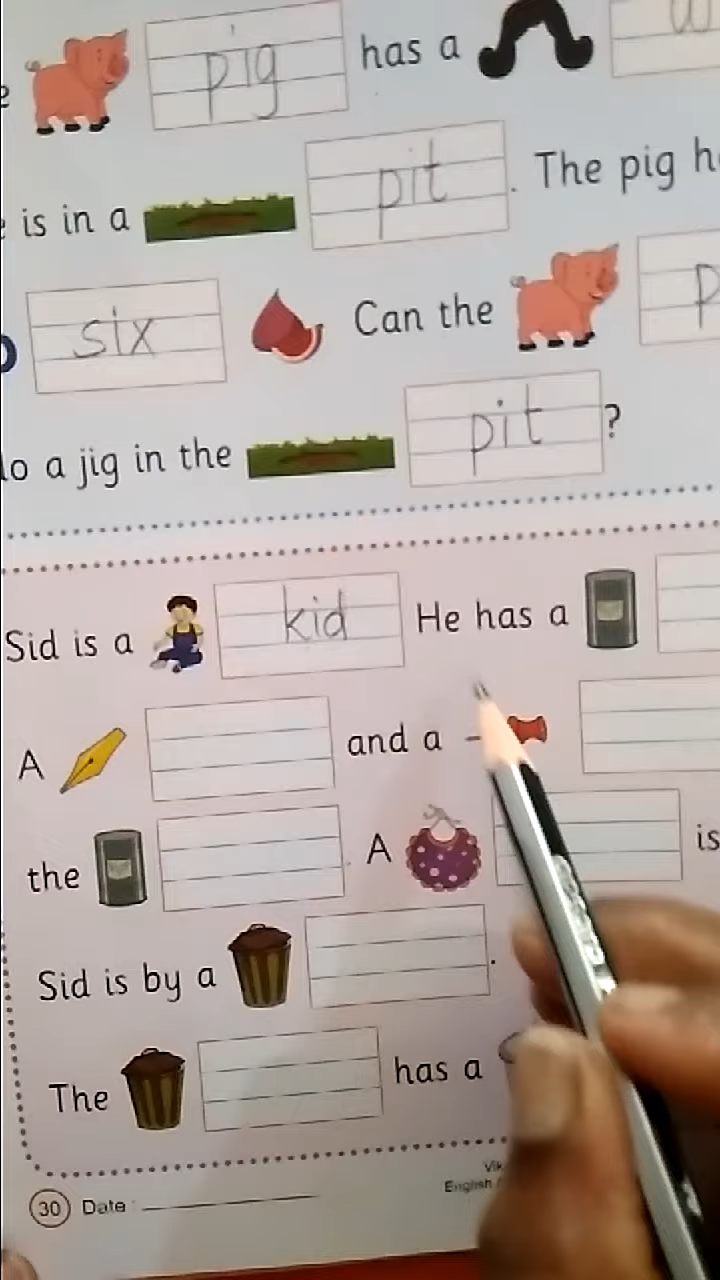 pig has a
is in a pit . The pig
six Can the
a jig in the pit ?
Sid is a kid He has a
A and a
the . A is
Sid is by a .
The has a
30 Date :
English